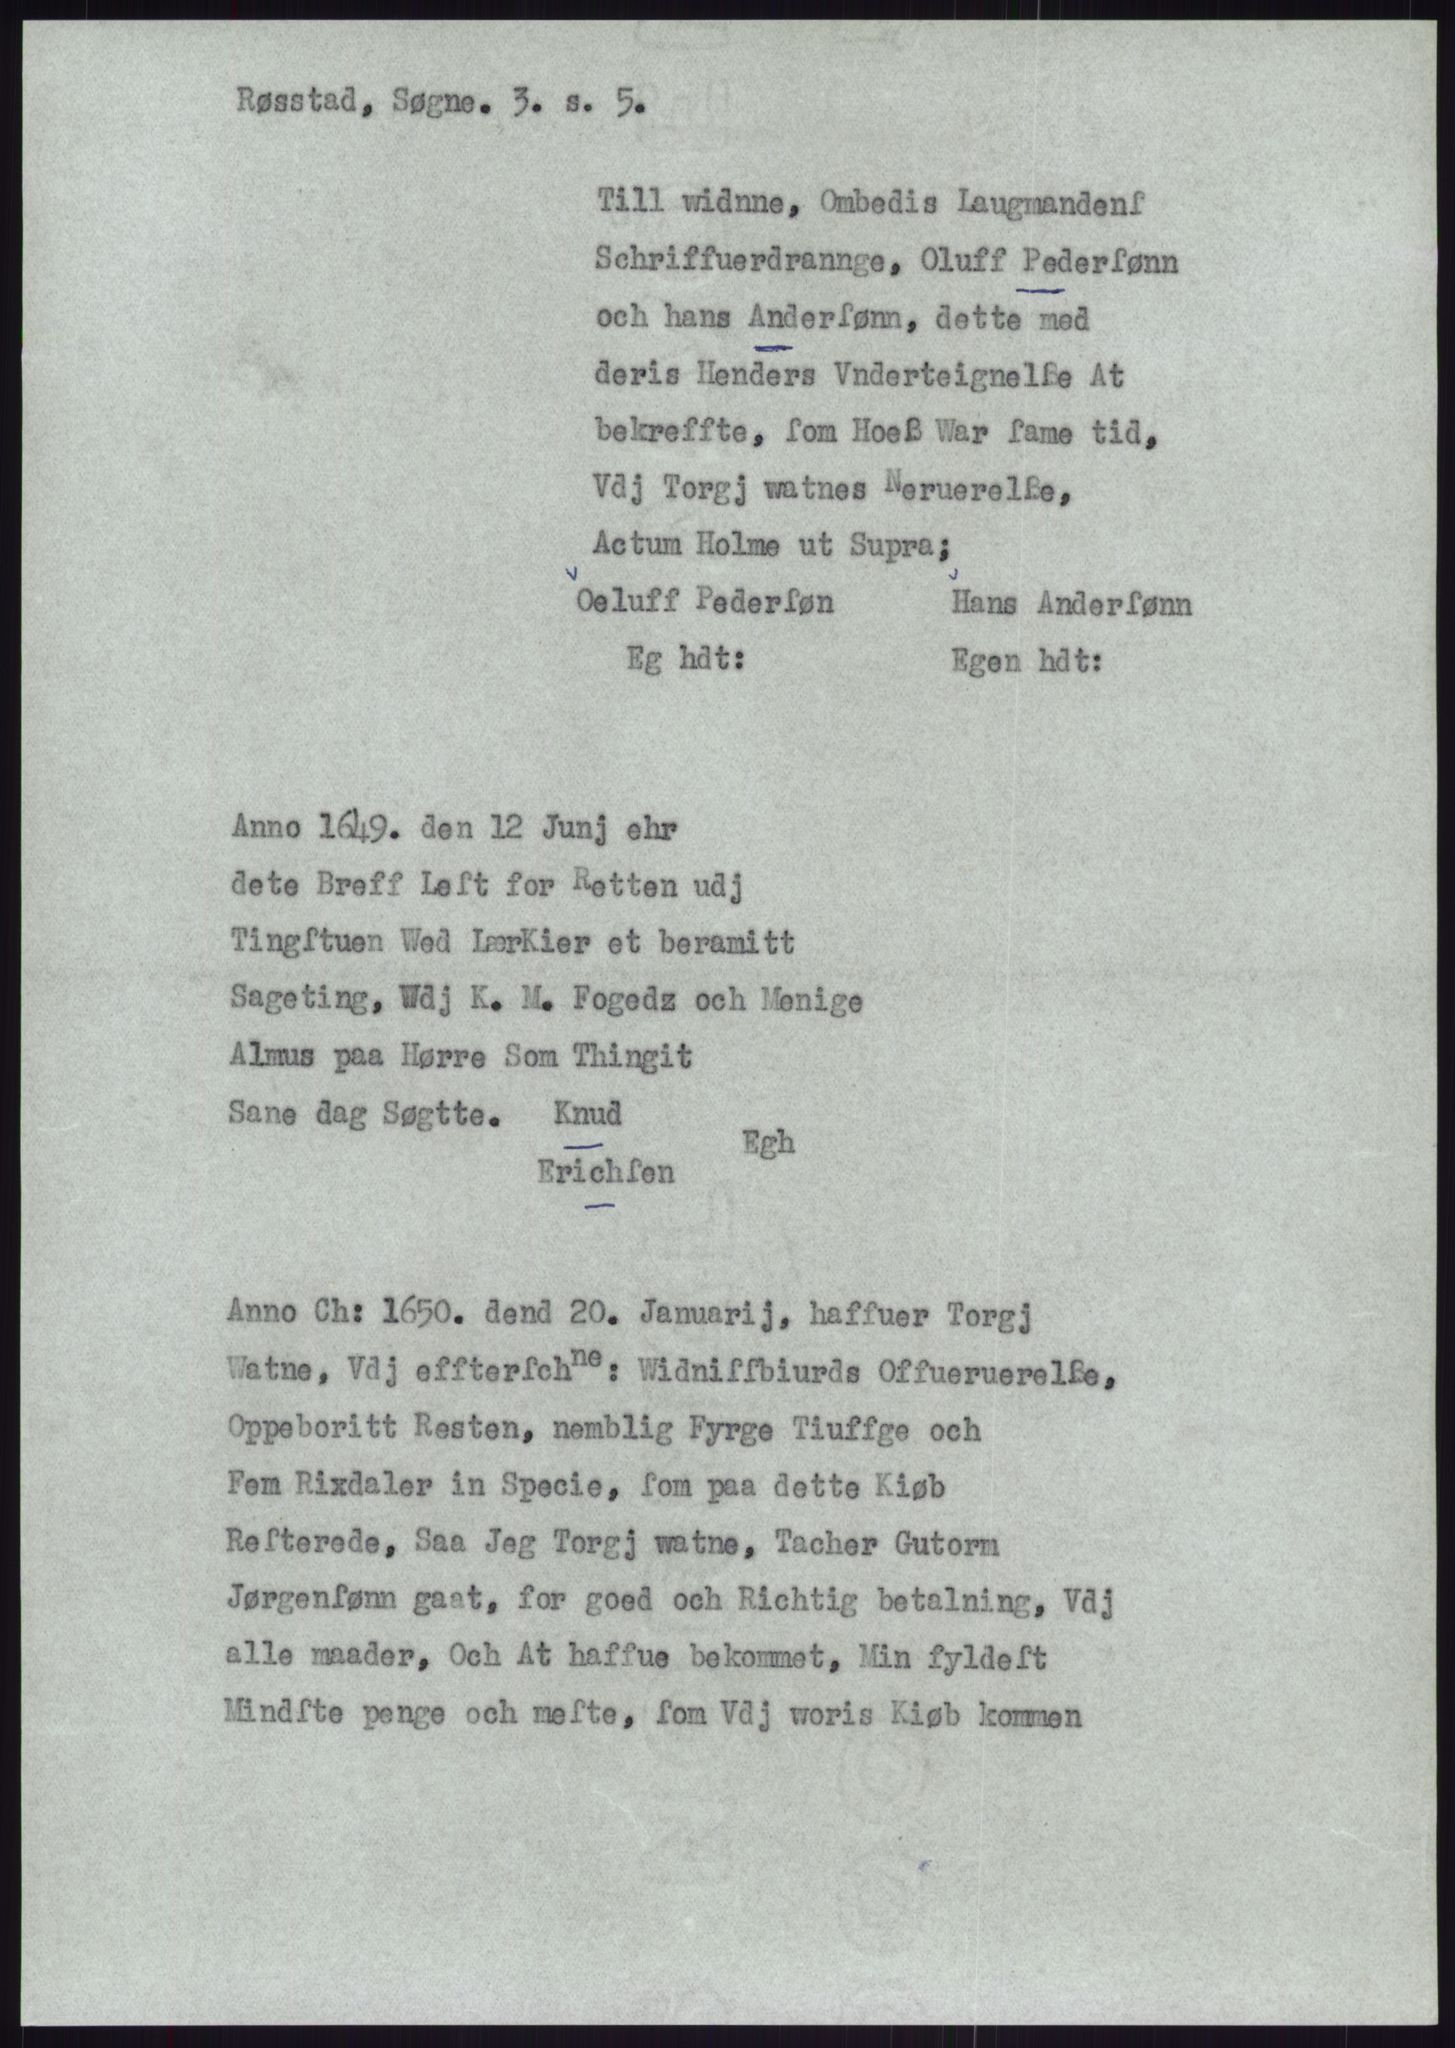 Røsstad, Søgne. 3. s. 5.
Till widnne, Ombedis Laugmandenſ
Schriffuerdrannge, Oluff Pederſønn
och hans Anderſønn, dette med
deris Henders Vnderteignelße At
bekreffte, ſom Hoeß War ſame tid,
Vdj Torgj watnes Neruerelße,
Actum Holme ut Supra;
Oeluff Pederſøn Hans Anderſønn
Eg hdt: Egen hdt:
Anno 1649. den 12 Junj ehr
dete Breff Leſt for Retten udj
Tingſtuen Wed LærKier et beramitt
Sageting, Wdj K. M. Fogedz och Menige
Almus paa Hørre Som Thingit
Sane dag Søgtte. Knud
Egh
Erichſen
Anno Ch: 1650. dend 20. Januarij, haffuer Torgj
Watne, Vdj effterſchne: Widniſſbiurds Offueruerelße,
Oppeboritt Resten, nemblig Fyrge Tiuffge och
Fem Rixdaler in Specie, ſom paa dette Kiøb
Reſterede, Saa Jeg Torgj watne, Tacher Gutorm
Jørgenſønn gaat, for goed och Richtig betalning, Vdj
alle maader, Och At haffue bekommet, Min fyldeſt
Mindſte penge och meſte, ſom Vdj woris Kiøb kommen